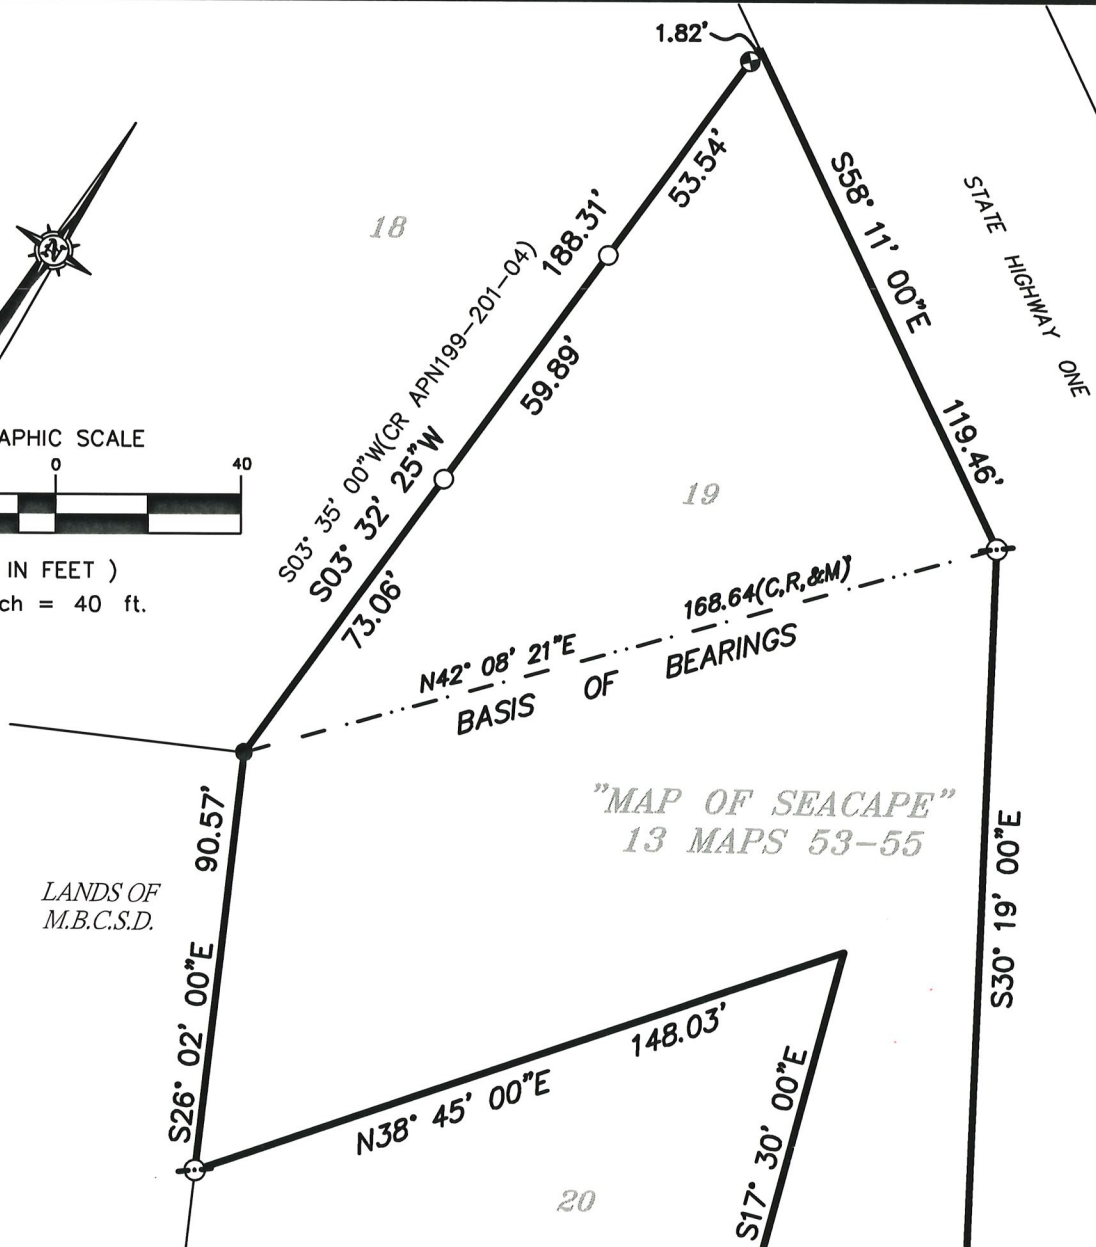 1.82'
53.54'
S58° 11' 00"E
STATE HIGHWAY ONE
18
188.31'
S03° 35' 00"W(CR APN199-201-04)
S03° 32' 25"W
59.89'
119.46'
APHIC SCALE
0 40
IN FEET )
ch = 40 ft.
19
73.06'
168.64(C,R,&M)'
N42° 08' 21"E
BASIS OF BEARINGS
90.57'
"MAP OF SEACAPE"
13 MAPS 53-55
LANDS OF
M.B.C.S.D.
S30° 19' 00"E
S26° 02' 00"E
148.03'
N38° 45' 00"E
S17° 30' 00"E
20
N